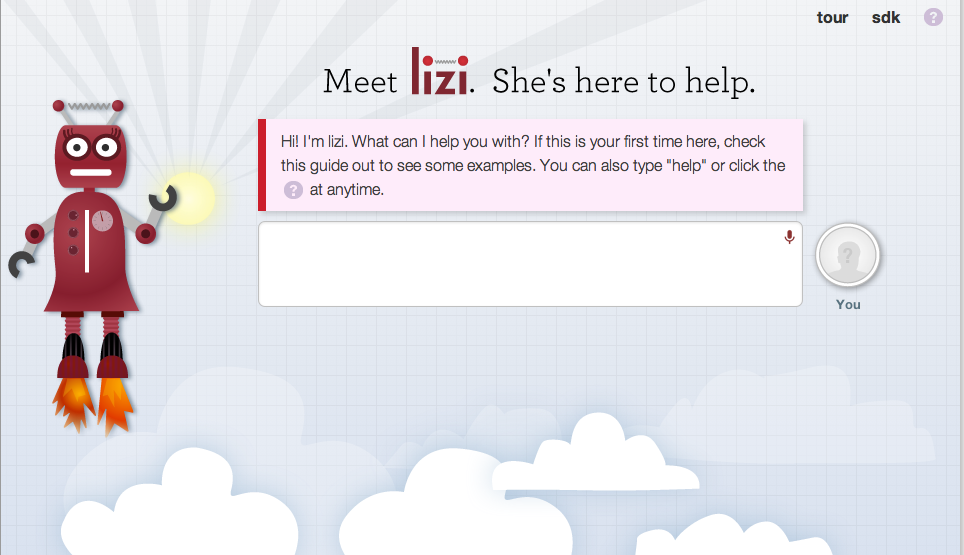 tour sdk ?
Meet lizi. She's here to help.
Hi! I'm lizi. What can I help you with? If this is your first time here, check
this guide out to see some examples. You can also type "help" or click the
? at anytime.
?
You